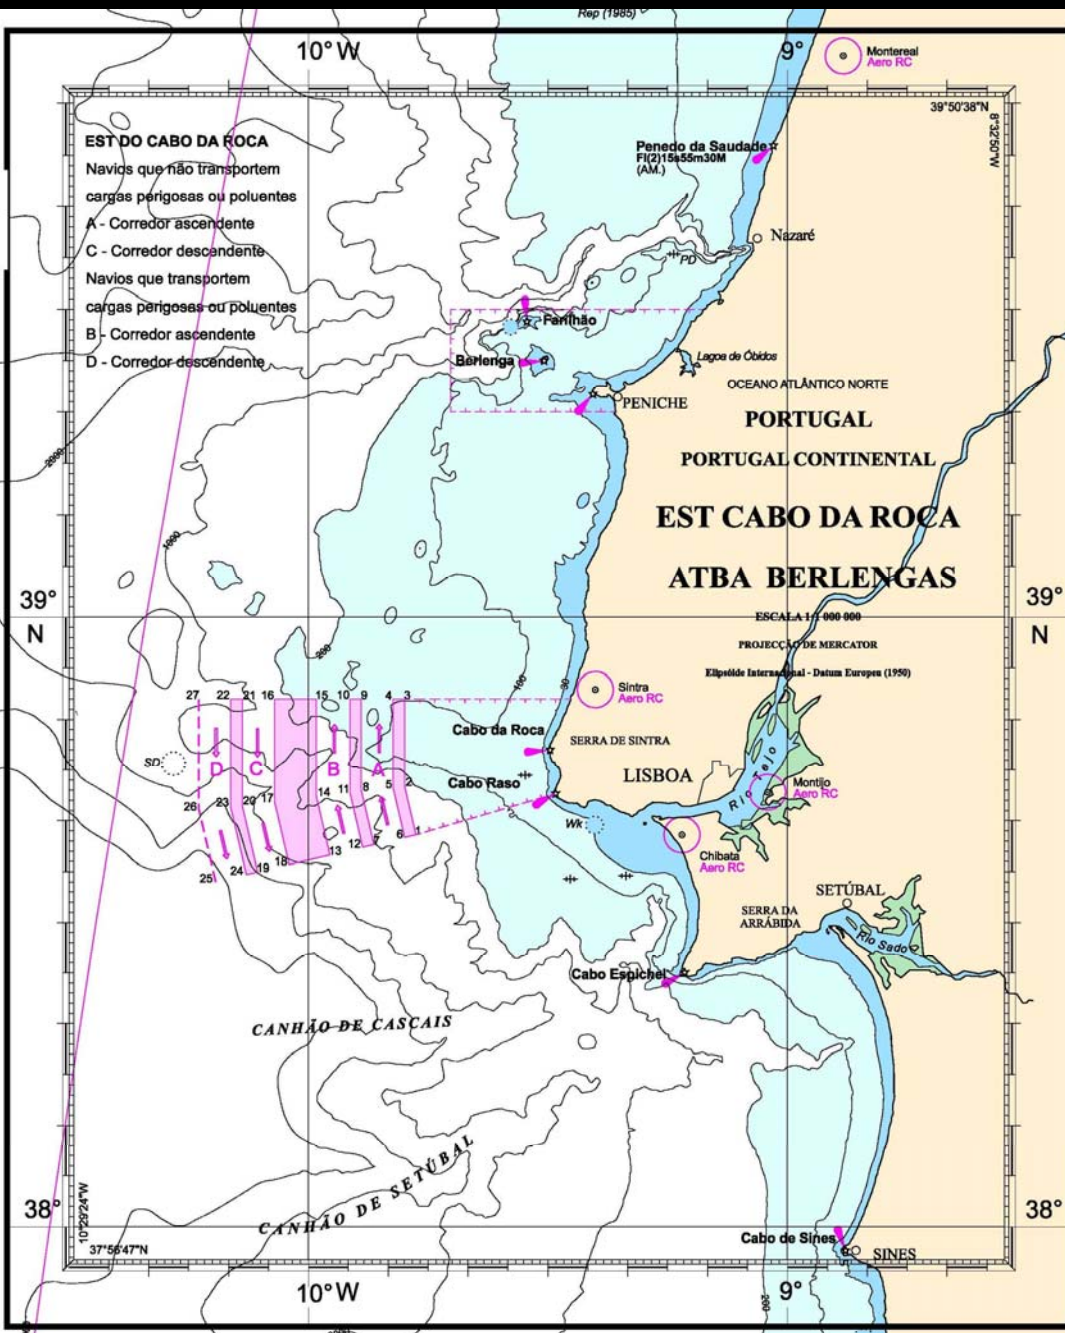 Rep (1985)
10° W
9°
Montereal
Aero RC
39°50'38"N
8°32'50"W
EST DO CABO DA ROCA
Navios que não transportem
cargas perigosas ou poluentes
A - Corredor ascendente
C - Corredor descendente
Navios que transportem
cargas perigosas ou poluentes
B - Corredor ascendente
D - Corredor descendente
Penedo da Saudade
Fl(2)15s55m30M
(AM.)
Nazaré
PD
Farilhão
Berlenga
Lagoa de Óbidos
PENICHE
OCEANO ATLÂNTICO NORTE
PORTUGAL
PORTUGAL CONTINENTAL
EST CABO DA ROCA
ATBA BERLENGAS
ESCALA 1:1 000 000
PROJECÇÃO DE MERCATOR
Elipsóide Internacional - Datum Europeu (1950)
2000
1000
200
100
30
39°
N
39°
N
27 22 21 16 15 10 9 4 3
Sintra
Aero RC
Cabo da Roca
SERRA DE SINTRA
SD
D C B A
Cabo Raso
LISBOA
Rio Tejo
Montijo
Aero RC
26 23 20 17 14 11 8 5 2
Wk
25 24 19 18 13 12 7 6 1
Chibata
Aero RC
SETÚBAL
SERRA DA
ARRÁBIDA
Rio Sado
Cabo Espichel
CANHÃO DE CASCAIS
CANHÃO DE SETÚBAL
38°
38°
10°29'24"W
37°56'47"N
Cabo de Sines
SINES
10° W
9°
200